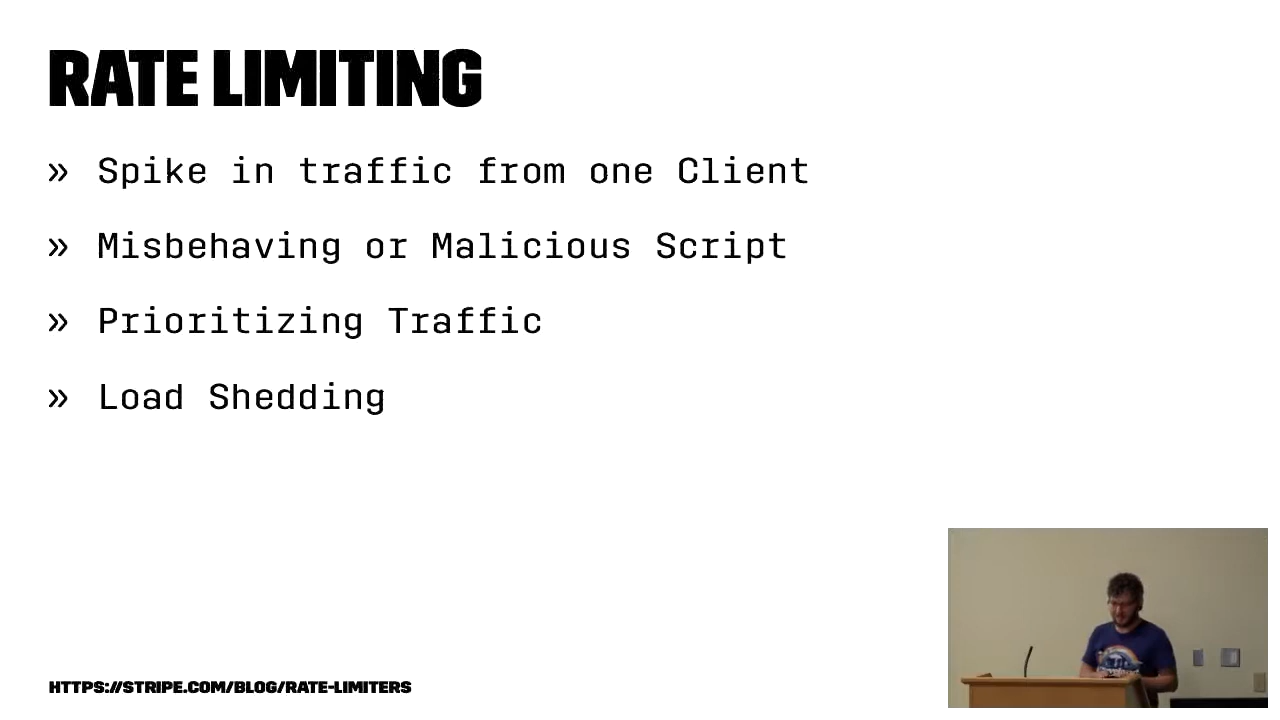 RATE LIMITING
» Spike in traffic from one Client
» Misbehaving or Malicious Script
» Prioritizing Traffic
» Load Shedding
HTTPS://STRIPE.COM/BLOG/RATE-LIMITERS